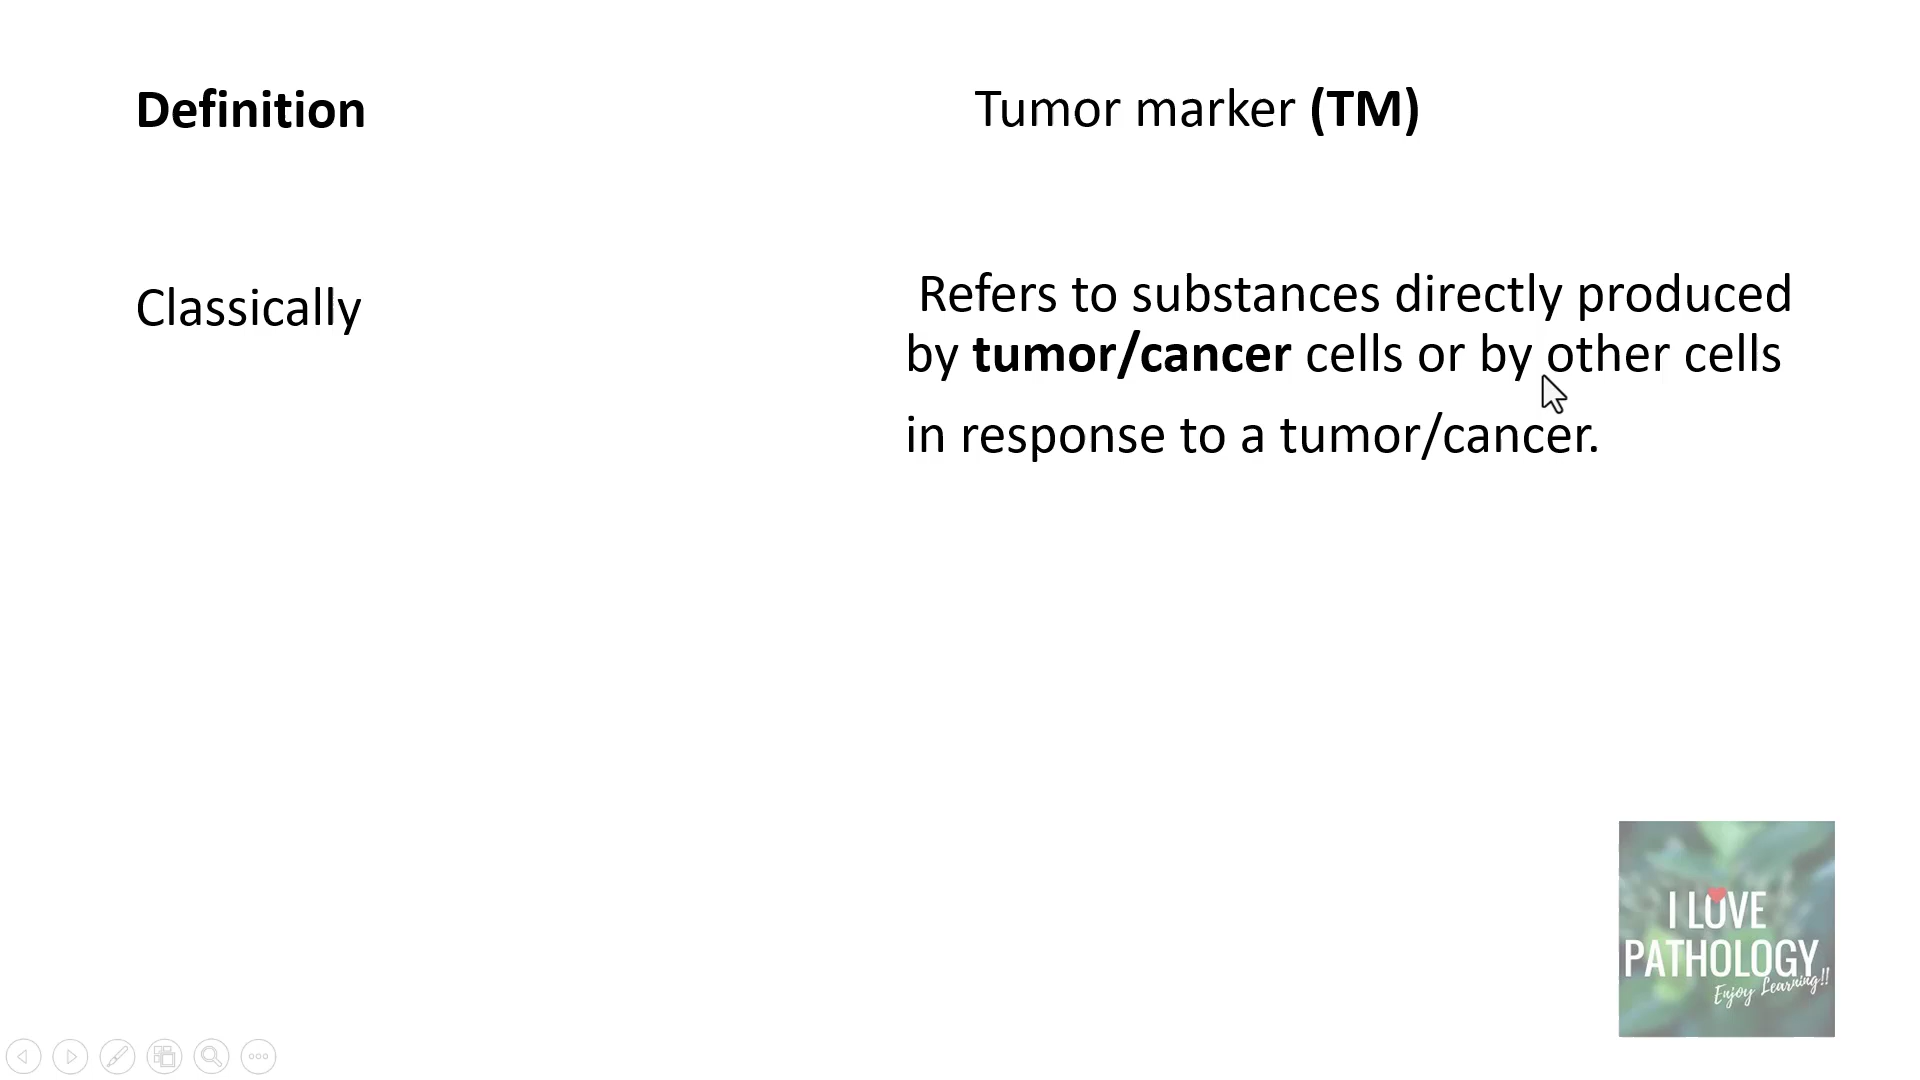 Definition
Tumor marker (TM)
Classically
Refers to substances directly produced
by tumor/cancer cells or by other cells
in response to a tumor/cancer.
I LOVE
PATHOLOGY
Enjoy Learning!!